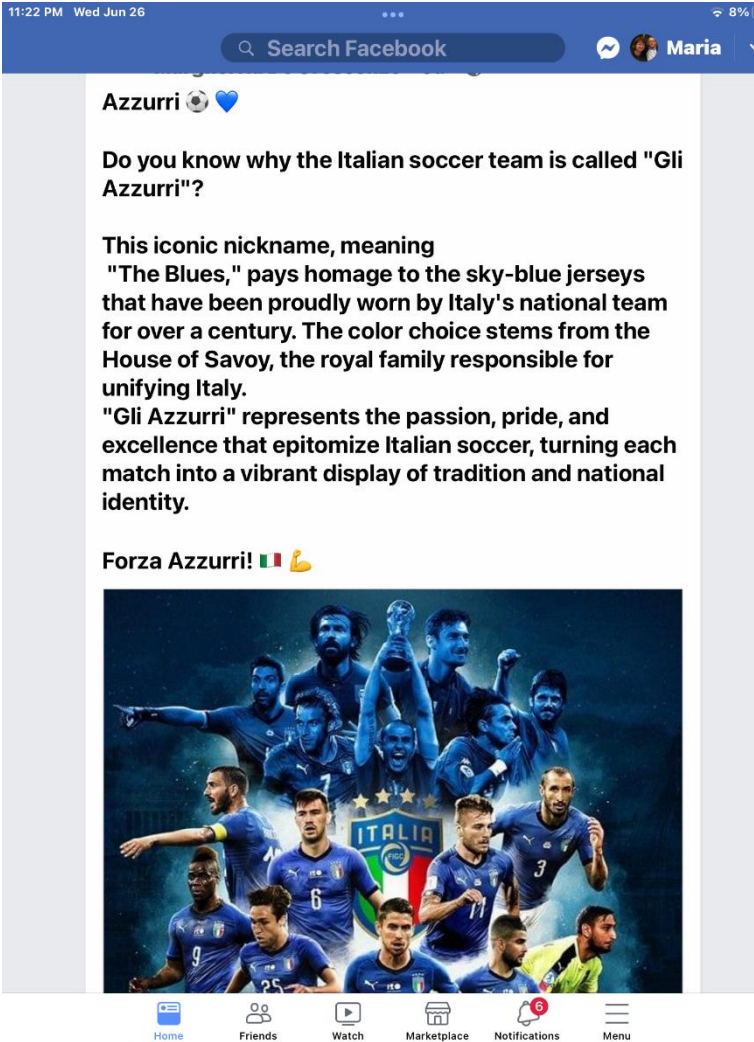 11:22 PM Wed Jun 26
8%
Search Facebook
Maria
Azzurri ⚽ 💙
Do you know why the Italian soccer team is called "Gli
Azzurri"?
This iconic nickname, meaning
"The Blues," pays homage to the sky-blue jerseys
that have been proudly worn by Italy's national team
for over a century. The color choice stems from the
House of Savoy, the royal family responsible for
unifying Italy.
"Gli Azzurri" represents the passion, pride, and
excellence that epitomize Italian soccer, turning each
match into a vibrant display of tradition and national
identity.
Forza Azzurri! 🇮🇹 💪
7
ITALIA
FIGC
6
3
11
9
25
6
Home
Friends
Watch
Marketplace
Notifications
Menu